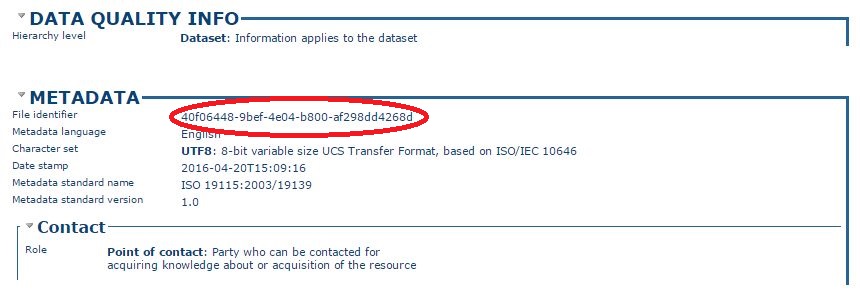 DATA QUALITY INFO
Hierarchy level Dataset: Information applies to the dataset
METADATA
File identifier 40f06448-9bef-4e04-b800-af298dd4268d
Metadata language English
Character set UTF8: 8-bit variable size UCS Transfer Format, based on ISO/IEC 10646
Date stamp 2016-04-20T15:09:16
Metadata standard name ISO 19115:2003/19139
Metadata standard version 1.0
Contact
Role Point of contact: Party who can be contacted for
acquiring knowledge about or acquisition of the resource